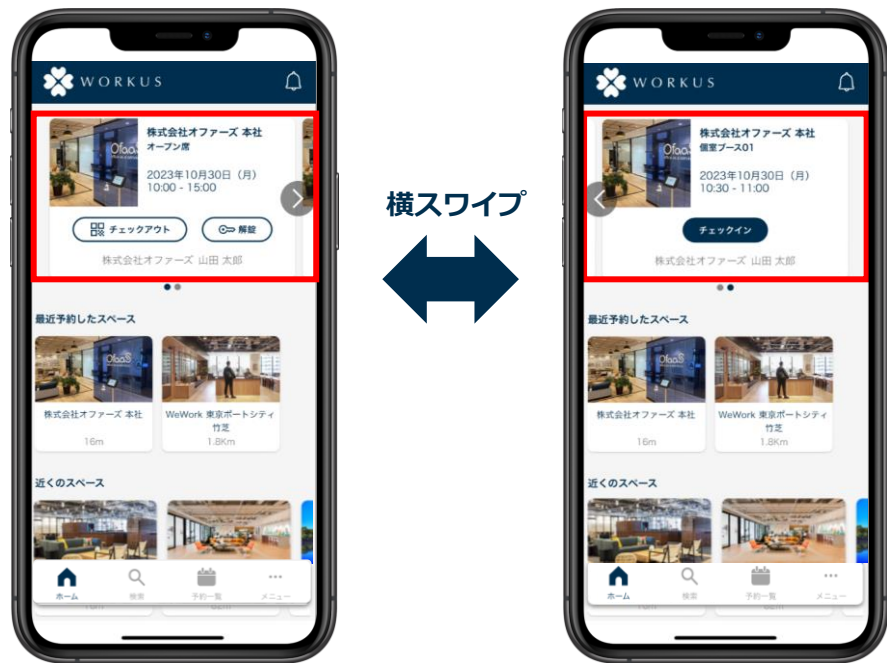 WORKUS
株式会社オファーズ 本社
オープン席
2023年10月30日（月）
10:00 - 15:00
チェックアウト
解錠
株式会社オファーズ 山田 太郎
最近予約したスペース
株式会社オファーズ 本社
16m
WeWork 東京ポートシティ
竹芝
1.8Km
近くのスペース
ホーム
検索
予約一覧
メニュー
横スワイプ
WORKUS
株式会社オファーズ 本社
個室ブース01
2023年10月30日（月）
10:30 - 11:00
チェックイン
株式会社オファーズ 山田 太郎
最近予約したスペース
株式会社オファーズ 本社
16m
WeWork 東京ポートシティ
竹芝
1.8Km
近くのスペース
ホーム
検索
予約一覧
メニュー